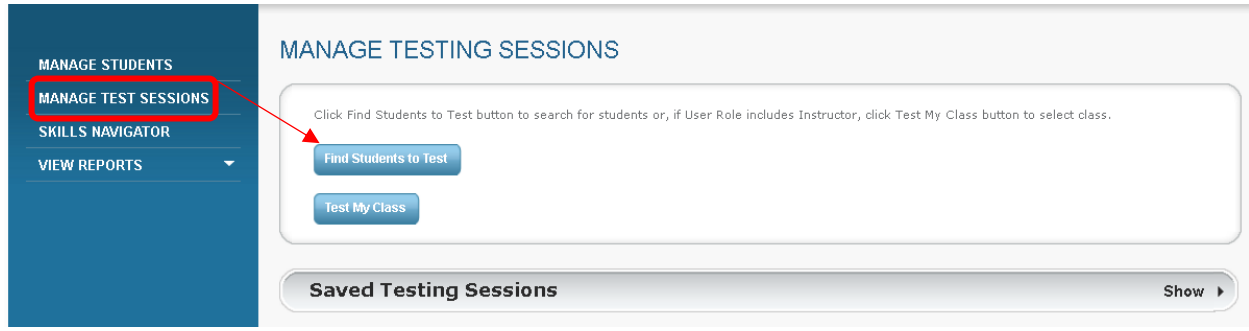 MANAGE STUDENTS
MANAGE TEST SESSIONS
SKILLS NAVIGATOR
VIEW REPORTS
MANAGE TESTING SESSIONS
Click Find Students to Test button to search for students or, if User Role includes Instructor, click Test My Class button to select class.
Find Students to Test
Test My Class
Saved Testing Sessions
Show